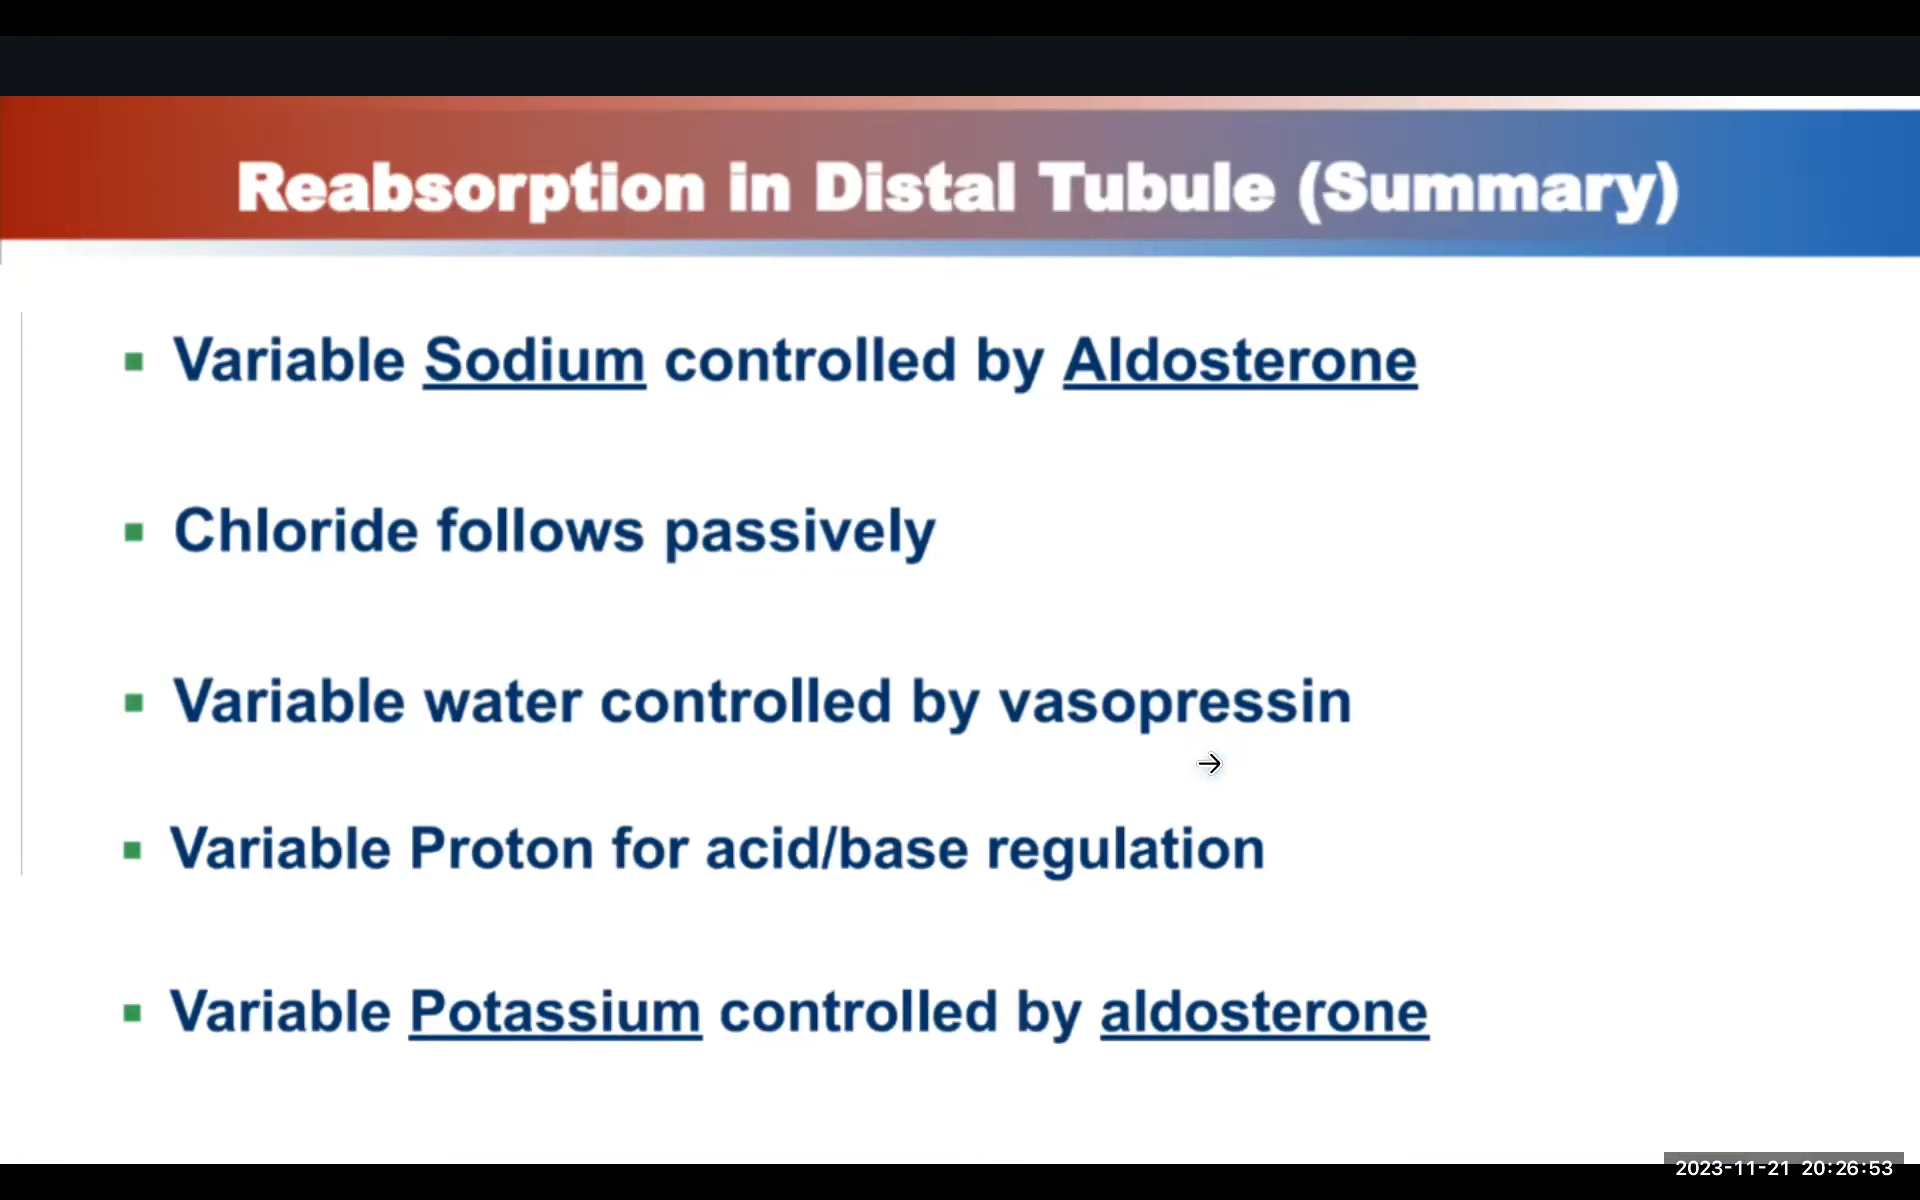 Reabsorption in Distal Tubule (Summary)
Variable Sodium controlled by Aldosterone
Chloride follows passively
Variable water controlled by vasopressin
Variable Proton for acid/base regulation
Variable Potassium controlled by aldosterone
2023-11-21 20:26:53